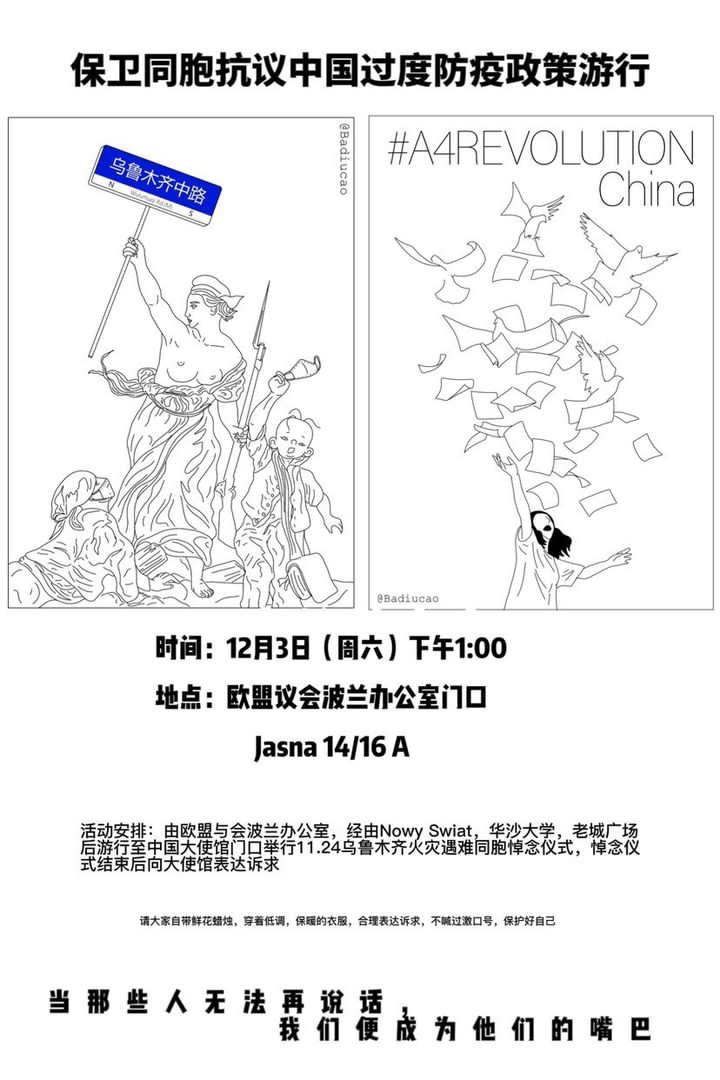 保卫同胞抗议中国过度防疫政策游行
@Badiucao
乌鲁木齐中路
N
S
#A4REVOLUTION
China
@Badiucao
时间：12月3日（周六）下午1:00
地点：欧盟议会波兰办公室门口
Jasna 14/16 A
活动安排：由欧盟与会波兰办公室，经由Nowy Swiat，华沙大学，老城广场
后游行至中国大使馆门口举行11.24乌鲁木齐火灾遇难同胞悼念仪式，悼念仪
式结束后向大使馆表达诉求
请大家自带鲜花蜡烛，穿着低调，保暖的衣服，合理表达诉求，不喊过激口号，保护好自己
当那些人无法再说话，
我们便成为他们的嘴巴